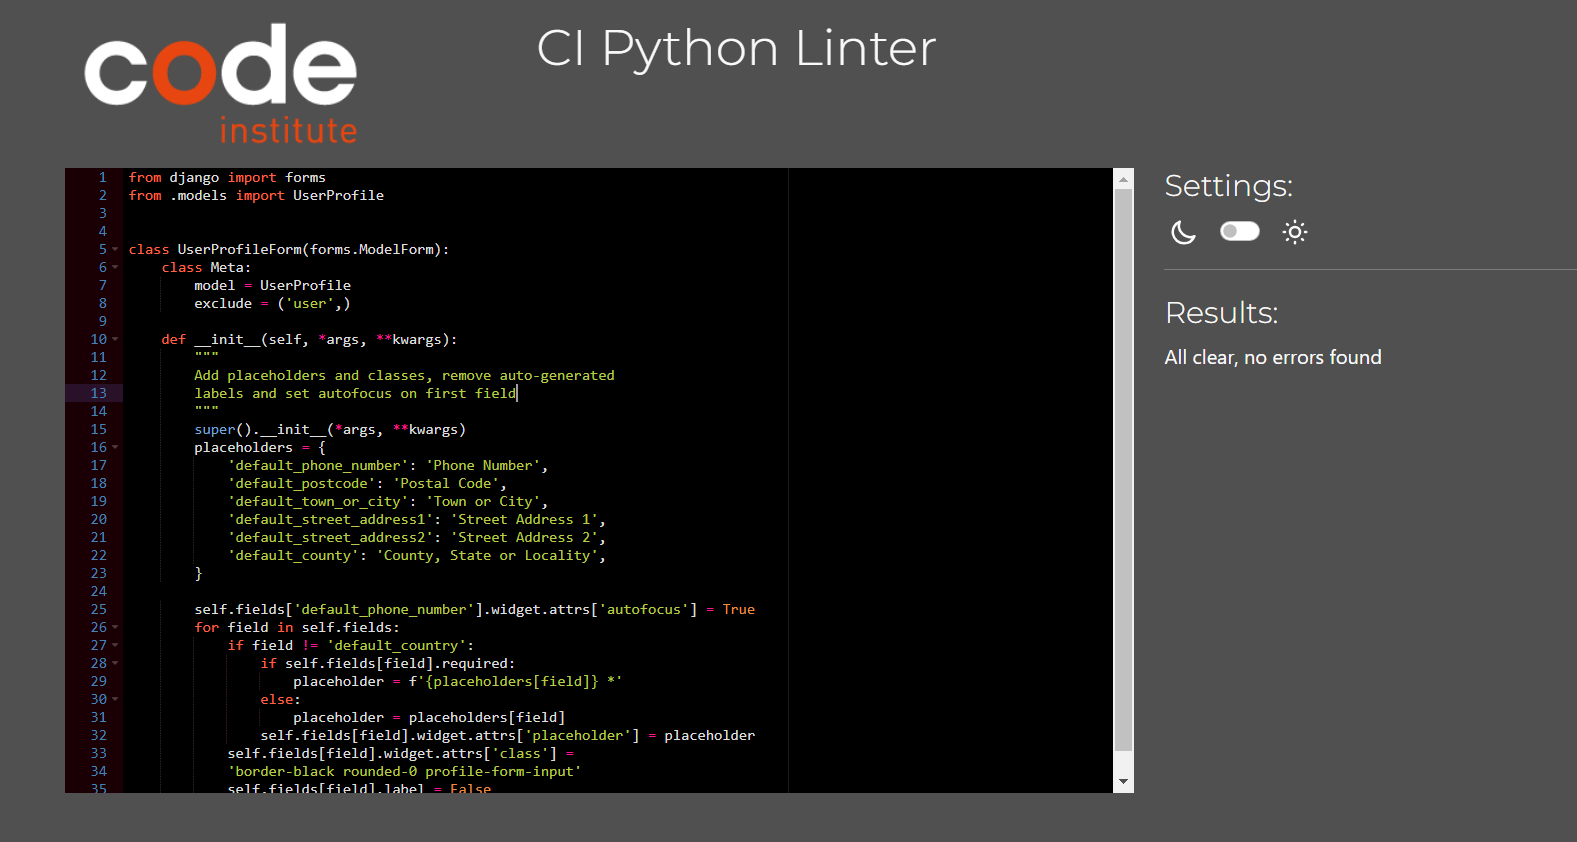 code
institute
CI Python Linter
1 from django import forms
2 from .models import UserProfile
3
4
5 class UserProfileForm(forms.ModelForm):
6     class Meta:
7         model = UserProfile
8         exclude = ('user',)
9
10     def __init__(self, *args, **kwargs):
11         """
12         Add placeholders and classes, remove auto-generated
13         labels and set autofocus on first field
14         """
15         super().__init__(*args, **kwargs)
16         placeholders = {
17             'default_phone_number': 'Phone Number',
18             'default_postcode': 'Postal Code',
19             'default_town_or_city': 'Town or City',
20             'default_street_address1': 'Street Address 1',
21             'default_street_address2': 'Street Address 2',
22             'default_county': 'County, State or Locality',
23         }
24
25         self.fields['default_phone_number'].widget.attrs['autofocus'] = True
26         for field in self.fields:
27             if field != 'default_country':
28                 if self.fields[field].required:
29                     placeholder = f'{placeholders[field]} *'
30                 else:
31                     placeholder = placeholders[field]
32                 self.fields[field].widget.attrs['placeholder'] = placeholder
33             self.fields[field].widget.attrs['class'] =
34             'border-black rounded-0 profile-form-input'
35             self.fields[field].label = False
Settings:
Results:
All clear, no errors found